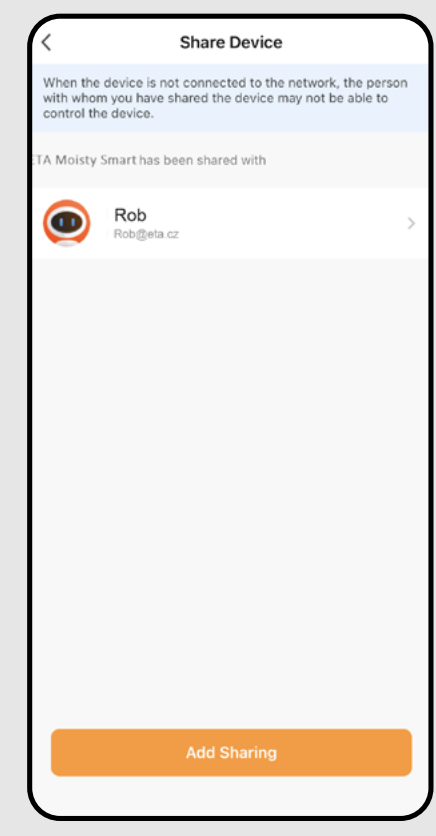 Share Device
When the device is not connected to the network, the person
with whom you have shared the device may not be able to
control the device.
ETA Moisty Smart has been shared with
Rob
Rob@eta.cz
Add Sharing